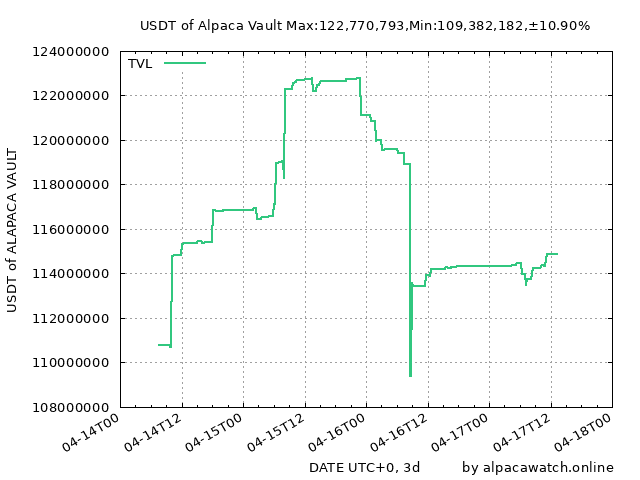 USDT of Alpaca Vault Max:122,770,793,Min:109,382,182,±10.90%
124000000
TVL
122000000
120000000
118000000
116000000
114000000
112000000
110000000
108000000
USDT of ALAPACA VAULT
04-14T00
04-14T12
04-15T00
04-15T12
04-16T00
04-16T12
04-17T00
04-17T12
04-18T00
DATE UTC+0, 3d
by alpacawatch.online